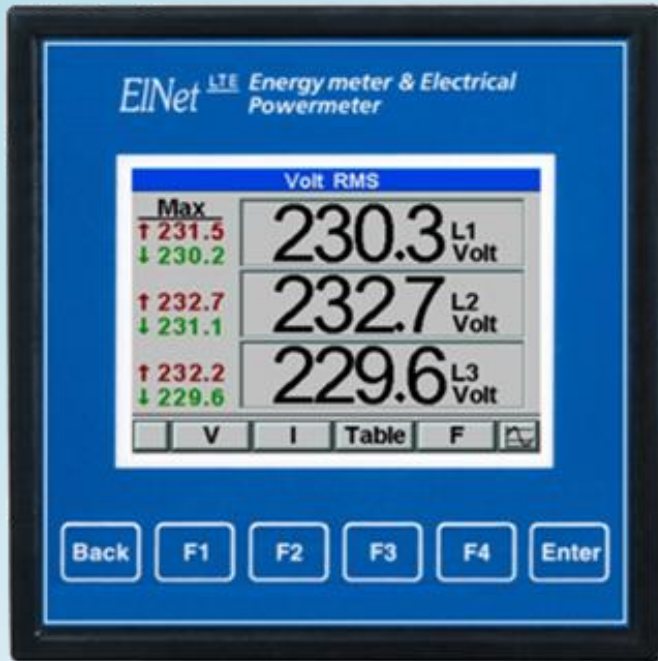 ElNet LTE Energy meter & Electrical
Powermeter
Volt RMS
Max
↑ 231.5
↓ 230.2
230.3 L1
Volt
↑ 232.7
↓ 231.1
232.7 L2
Volt
↑ 232.2
↓ 229.6
229.6 L3
Volt
V I Table F
Back F1 F2 F3 F4 Enter